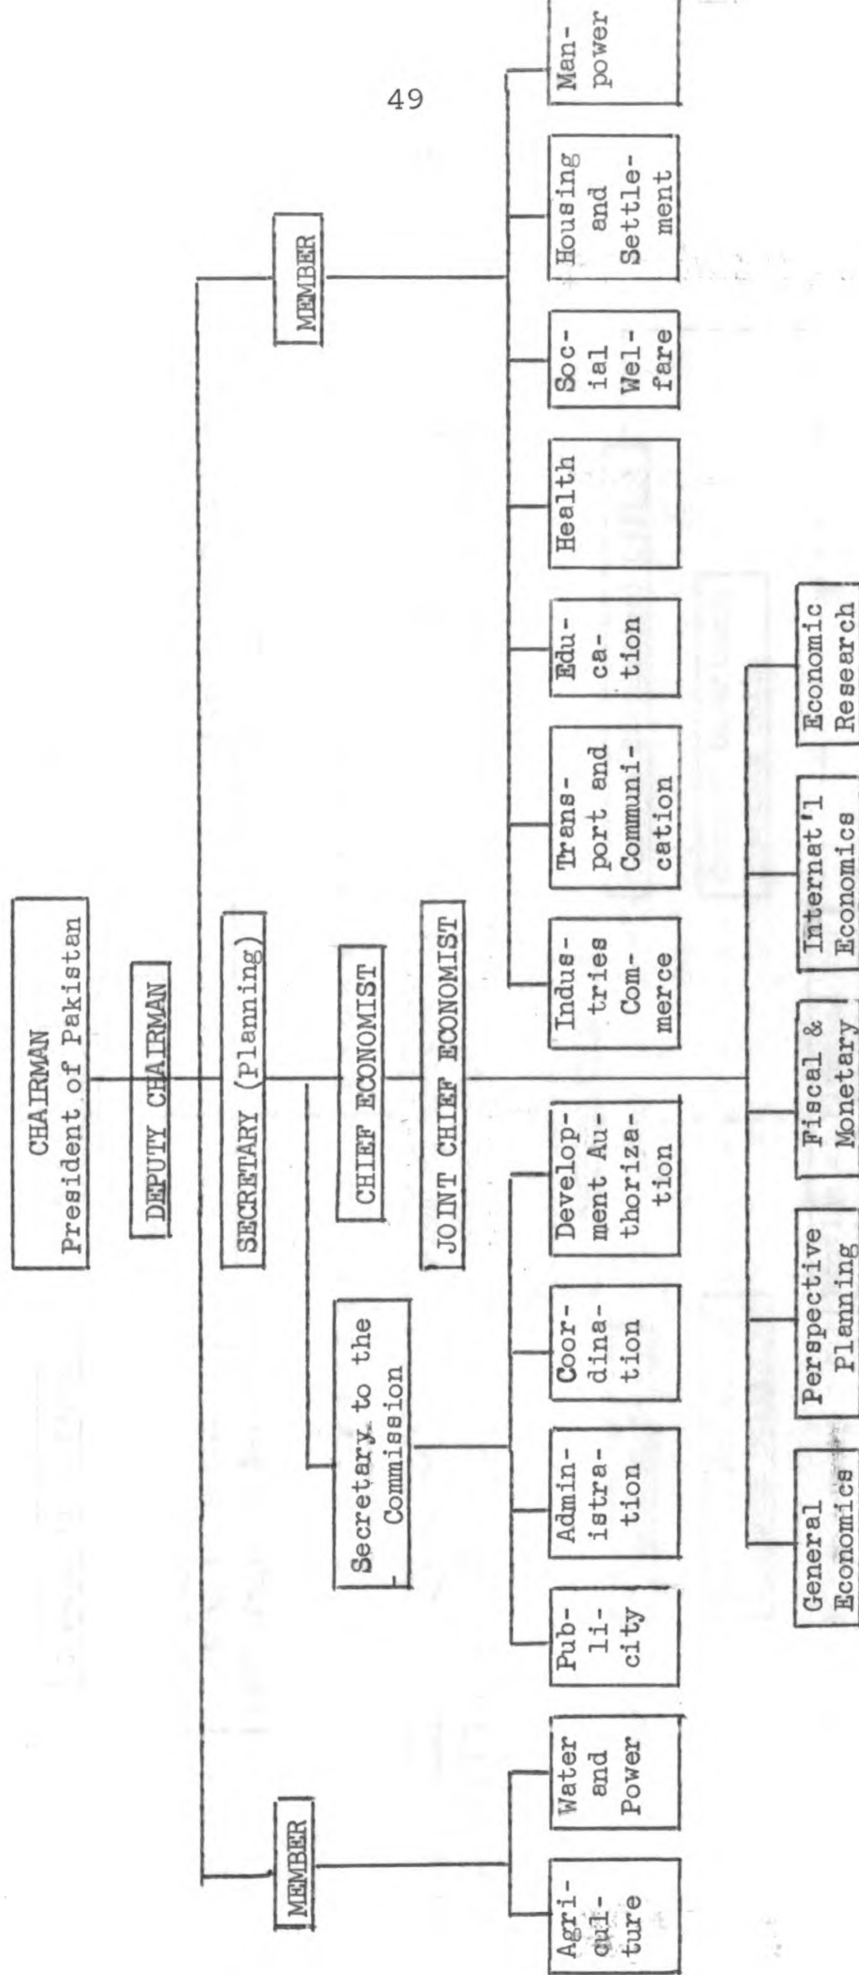 49
CHAIRMAN
President of Pakistan
DEPUTY CHAIRMAN
SECRETARY (Planning)
MEMBER
MEMBER
CHIEF ECONOMIST
Secretary to the
Commission
JOINT CHIEF ECONOMIST
Agri-
cul-
ture
Water
and
Power
Pub-
li-
city
Admin-
istra-
tion
Coor-
dina-
tion
Develop-
ment Au-
thoriza-
tion
Indus-
tries
Com-
merce
Trans-
port and
Communi-
cation
Edu-
ca-
tion
Health
Soc-
ial
Wel-
fare
Housing
and
Settle-
ment
Man-
power
General
Economics
Perspective
Planning
Fiscal &
Monetary
Internat'l
Economics
Economic
Research